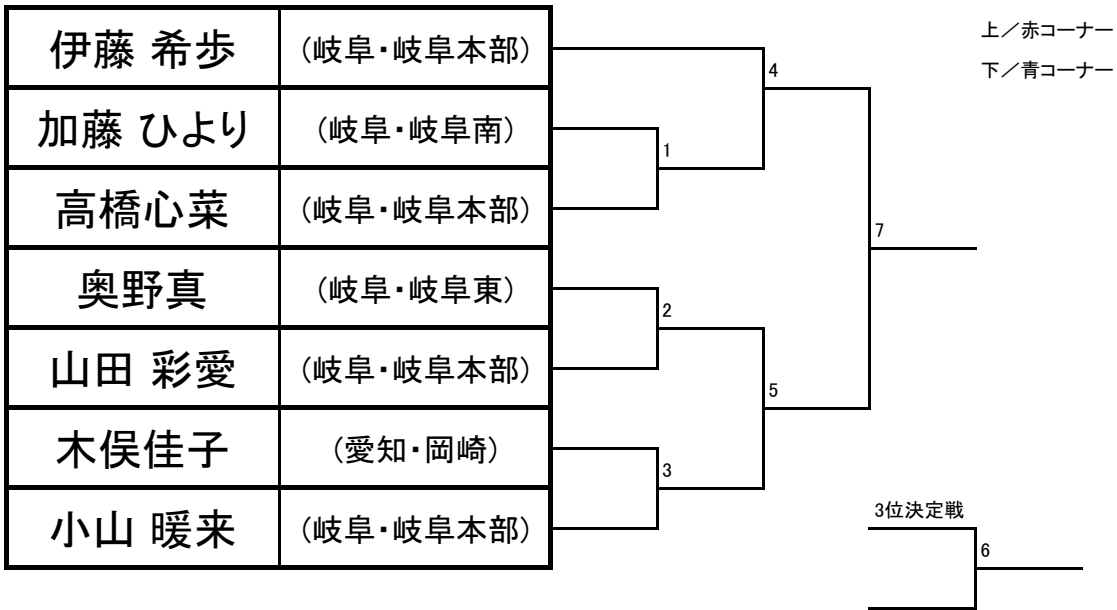 伊藤 希歩 (岐阜・岐阜本部)
加藤 ひより (岐阜・岐阜南)
高橋心菜 (岐阜・岐阜本部)
奥野真 (岐阜・岐阜東)
山田 彩愛 (岐阜・岐阜本部)
木俣佳子 (愛知・岡崎)
小山 暖来 (岐阜・岐阜本部)
上／赤コーナー
下／青コーナー
4
1
7
2
5
3
3位決定戦
6